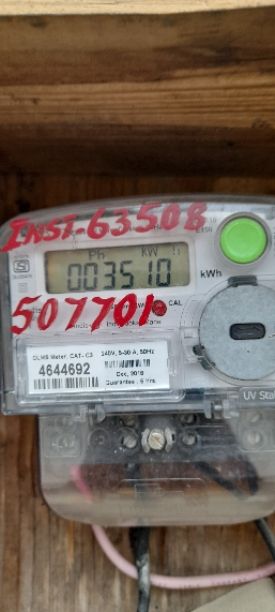 INST-63508
Ph KW
003510
kWh
507701
CAL
DLMS Meter, CAT- C3 240V, 5-30 A, 50Hz
4644692
Dec, 2018
Guarantee : 5 Yrs.
UV Sta